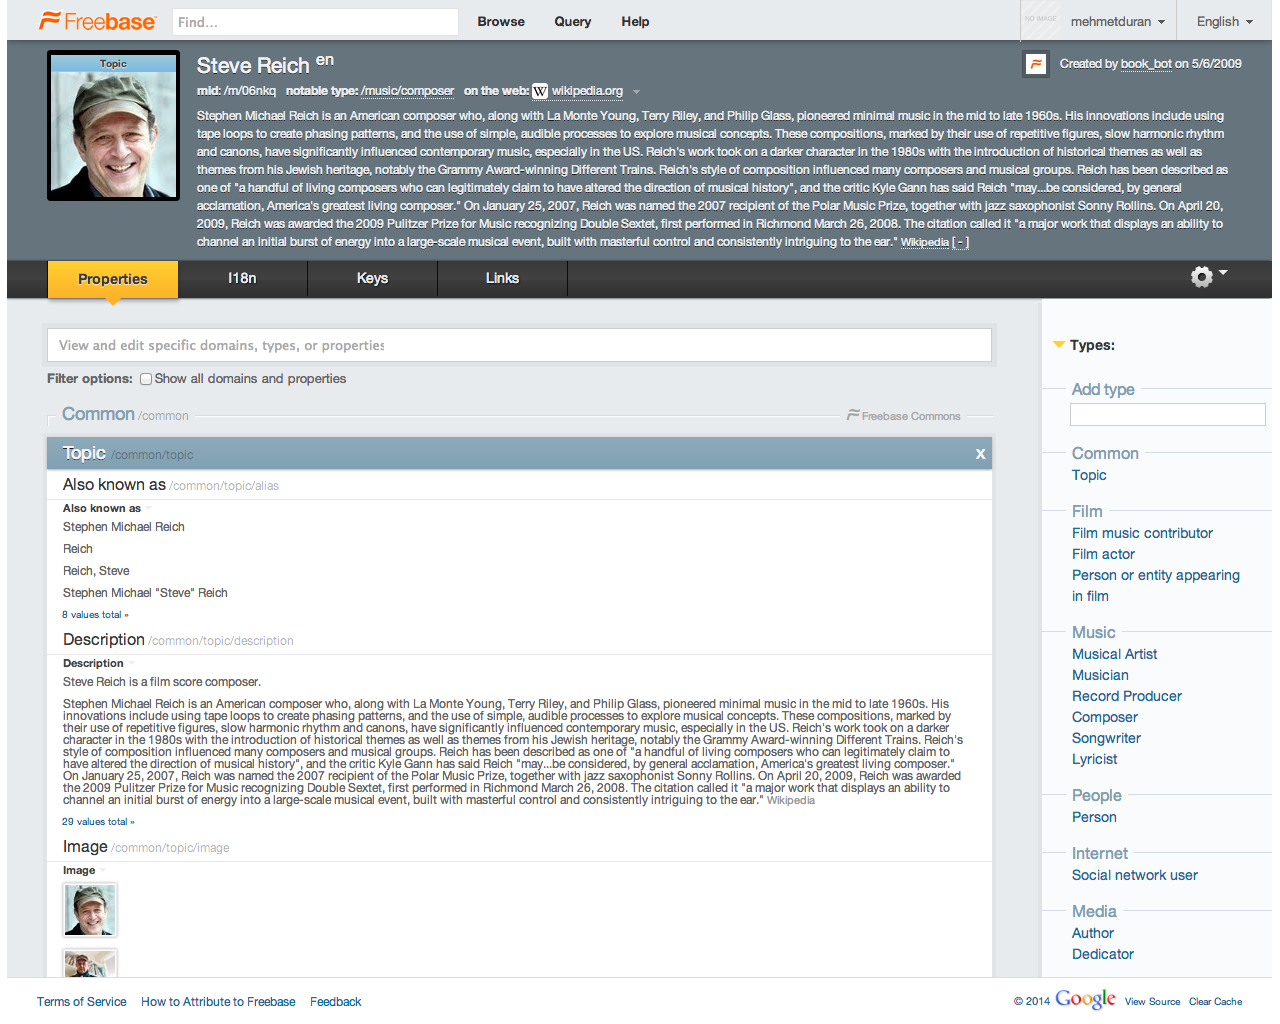 Freebase
Find...
Browse
Query
Help
NO IMAGE
mehmetduran
English
Topic
Steve Reich en
Created by book_bot on 5/6/2009
mid: /m/06nkq notable type: /music/composer on the web: W wikipedia.org
Stephen Michael Reich is an American composer who, along with La Monte Young, Terry Riley, and Philip Glass, pioneered minimal music in the mid to late 1960s. His innovations include using
tape loops to create phasing patterns, and the use of simple, audible processes to explore musical concepts. These compositions, marked by their use of repetitive figures, slow harmonic rhythm
and canons, have significantly influenced contemporary music, especially in the US. Reich's work took on a darker character in the 1980s with the introduction of historical themes as well as
themes from his Jewish heritage, notably the Grammy Award-winning Different Trains. Reich's style of composition influenced many composers and musical groups. Reich has been described as
one of "a handful of living composers who can legitimately claim to have altered the direction of musical history", and the critic Kyle Gann has said Reich "may...be considered, by general
acclamation, America's greatest living composer." On January 25, 2007, Reich was named the 2007 recipient of the Polar Music Prize, together with jazz saxophonist Sonny Rollins. On April 20,
2009, Reich was awarded the 2009 Pulitzer Prize for Music recognizing Double Sextet, first performed in Richmond March 26, 2008. The citation called it "a major work that displays an ability to
channel an initial burst of energy into a large-scale musical event, built with masterful control and consistently intriguing to the ear." Wikipedia [ - ]
Properties
I18n
Keys
Links
View and edit specific domains, types, or properties
Filter options: Show all domains and properties
Common /common
Freebase Commons
Topic /common/topic
x
Also known as /common/topic/alias
Also known as
Stephen Michael Reich
Reich
Reich, Steve
Stephen Michael "Steve" Reich
8 values total »
Description /common/topic/description
Description
Steve Reich is a film score composer.
Stephen Michael Reich is an American composer who, along with La Monte Young, Terry Riley, and Philip Glass, pioneered minimal music in the mid to late 1960s. His
innovations include using tape loops to create phasing patterns, and the use of simple, audible processes to explore musical concepts. These compositions, marked by
their use of repetitive figures, slow harmonic rhythm and canons, have significantly influenced contemporary music, especially in the US. Reich's work took on a darker
character in the 1980s with the introduction of historical themes as well as themes from his Jewish heritage, notably the Grammy Award-winning Different Trains. Reich's
style of composition influenced many composers and musical groups. Reich has been described as one of "a handful of living composers who can legitimately claim to
have altered the direction of musical history", and the critic Kyle Gann has said Reich "may...be considered, by general acclamation, America's greatest living composer."
On January 25, 2007, Reich was named the 2007 recipient of the Polar Music Prize, together with jazz saxophonist Sonny Rollins. On April 20, 2009, Reich was awarded
the 2009 Pulitzer Prize for Music recognizing Double Sextet, first performed in Richmond March 26, 2008. The citation called it "a major work that displays an ability to
channel an initial burst of energy into a large-scale musical event, built with masterful control and consistently intriguing to the ear." Wikipedia
29 values total »
Image /common/topic/image
Image
Types:
Add type
Common
Topic
Film
Film music contributor
Film actor
Person or entity appearing
in film
Music
Musical Artist
Musician
Record Producer
Composer
Songwriter
Lyricist
People
Person
Internet
Social network user
Media
Author
Dedicator
Terms of Service
How to Attribute to Freebase
Feedback
© 2014 Google
View Source
Clear Cache